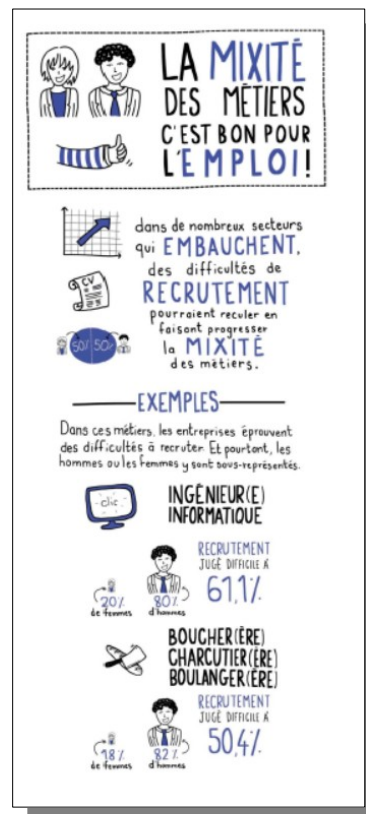 LA MIXITÉ
DES MÉTIERS
C'EST BON POUR
L'EMPLOI!
dans de nombreux secteurs
qui EMBAUCHENT,
des difficultés de
CV
RECRUTEMENT
pourraient reculer en
faisant progresser
50% 50%
la MIXITÉ
des métiers.
EXEMPLES
Dans ces métiers, les entreprises éprouvent
des difficultés à recruter. Et pourtant, les
hommes ou les femmes y sont sous-représentés.
clic
INGÉNIEUR(E)
INFORMATIQUE
RECRUTEMENT
JUGÉ DIFFICILE À
61,1%
20% 80%
de femmes d'hommes
BOUCHER(ÈRE)
CHARCUTIER(ÈRE)
BOULANGER(ÈRE)
RECRUTEMENT
JUGÉ DIFFICILE À
50,4%
18% 82%
de femmes d'hommes